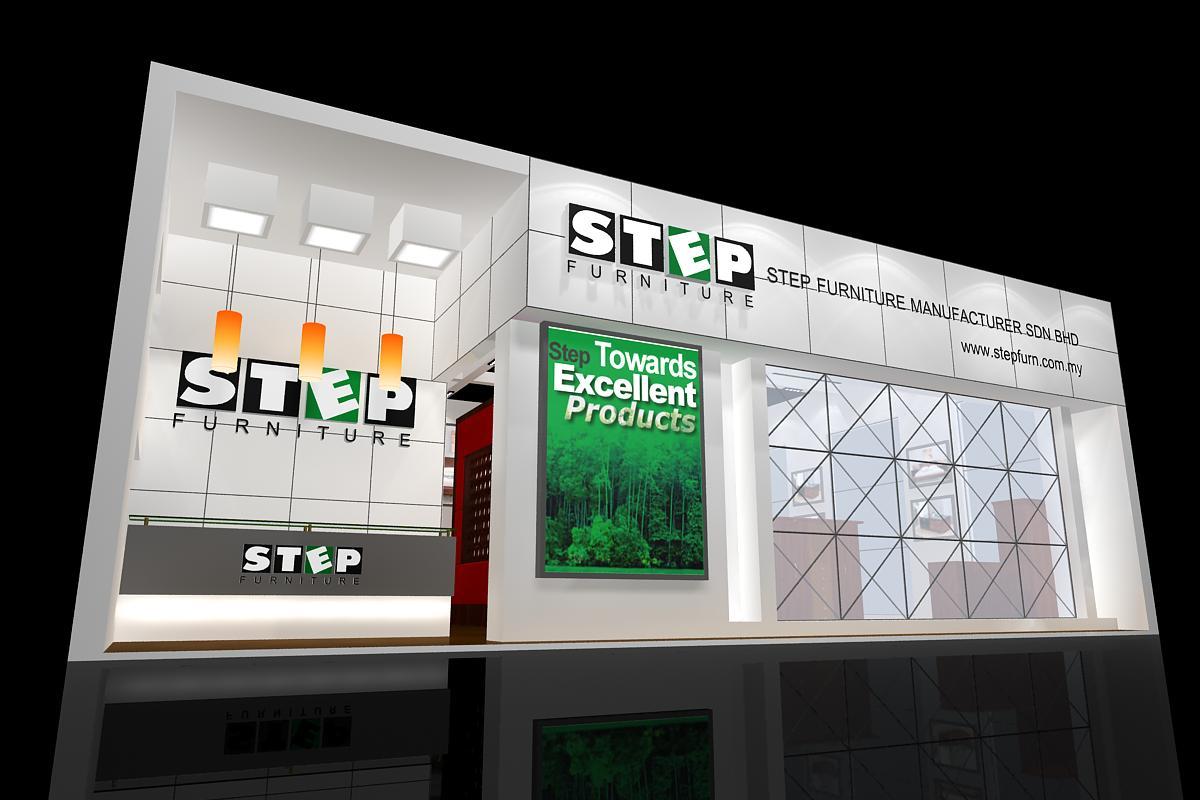 STEP
FURNITURE
STEP FURNITURE MANUFACTURER SDN BHD
www.stepfurn.com.my
Step Towards
Excellent
Products
STEP
FURNITURE
STEP
FURNITURE